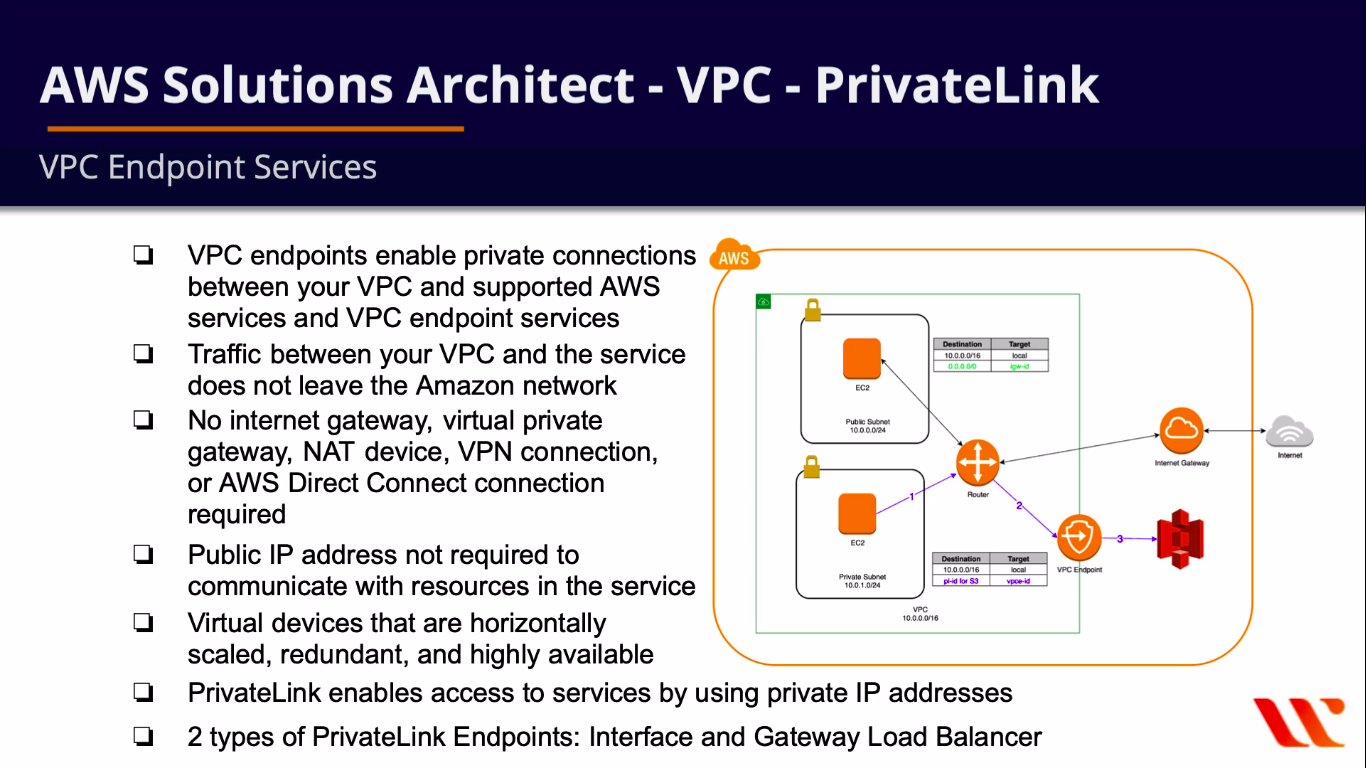 AWS Solutions Architect - VPC - PrivateLink
VPC Endpoint Services
❏ VPC endpoints enable private connections
between your VPC and supported AWS
services and VPC endpoint services
❏ Traffic between your VPC and the service
does not leave the Amazon network
❏ No internet gateway, virtual private
gateway, NAT device, VPN connection,
or AWS Direct Connect connection
required
❏ Public IP address not required to
communicate with resources in the service
❏ Virtual devices that are horizontally
scaled, redundant, and highly available
❏ PrivateLink enables access to services by using private IP addresses
❏ 2 types of PrivateLink Endpoints: Interface and Gateway Load Balancer
AWS
EC2
Public Subnet
10.0.0.0/24
Destination Target
10.0.0.0/16 local
0.0.0.0/0 igw-id
Router
Internet Gateway
Internet
1
2
3
EC2
Private Subnet
10.0.1.0/24
Destination Target
10.0.0.0/16 local
pl-id for S3 vpce-id
VPC Endpoint
VPC
10.0.0.0/16